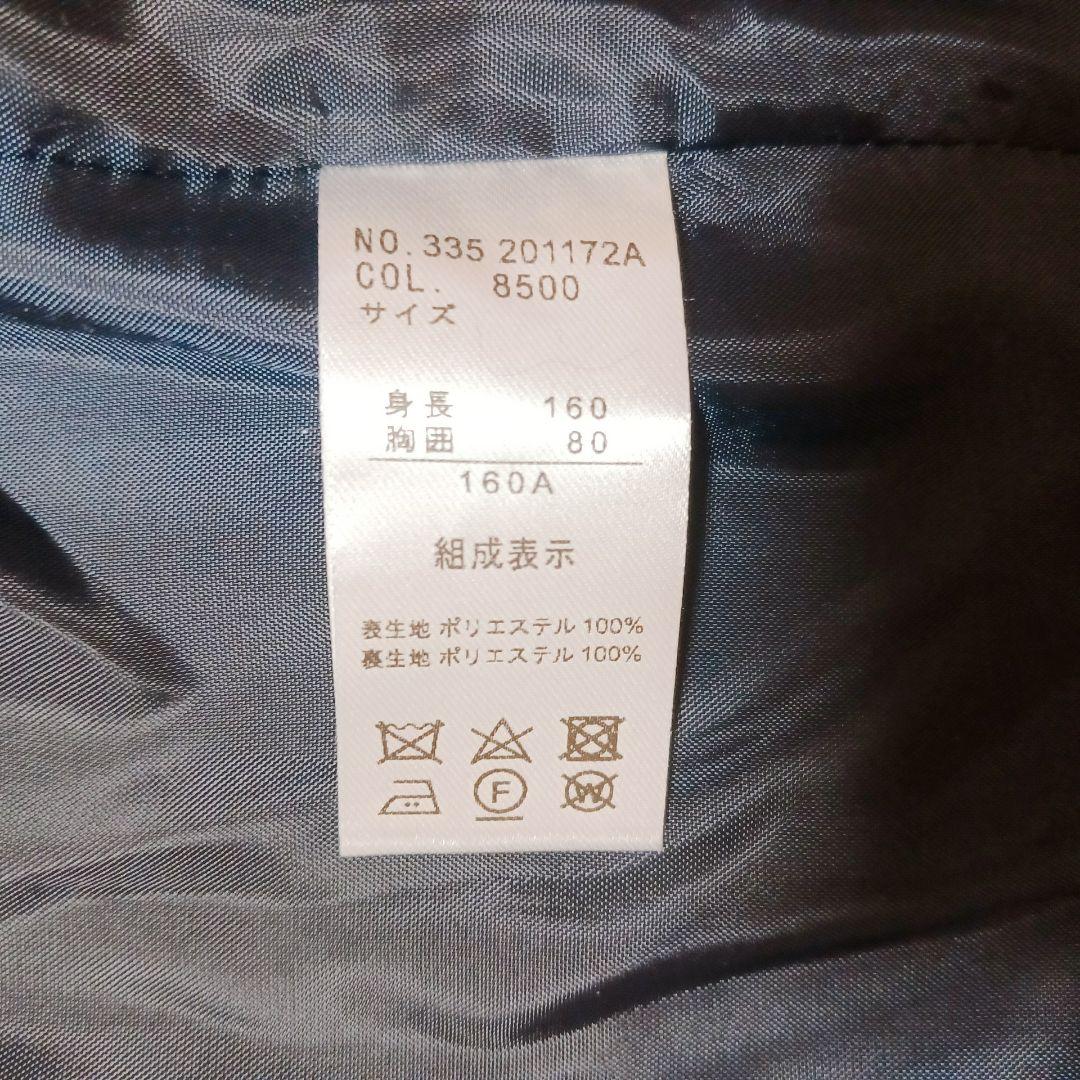 NO.335 201172A
COL. 8500
サイズ
身長 160
胸囲 80
160A
組成表示
表生地 ポリエステル 100%
裏生地 ポリエステル 100%
F
W